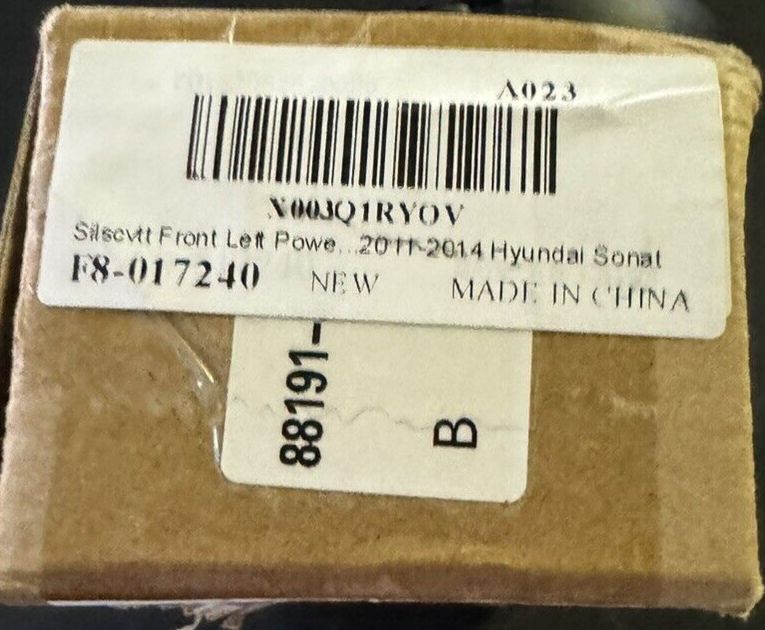 A023
X003Q1RYOV
Silscvtt Front Left Powe...2011-2014 Hyundai Sonat
F8-017240 NEW MADE IN CHINA
88191-
B